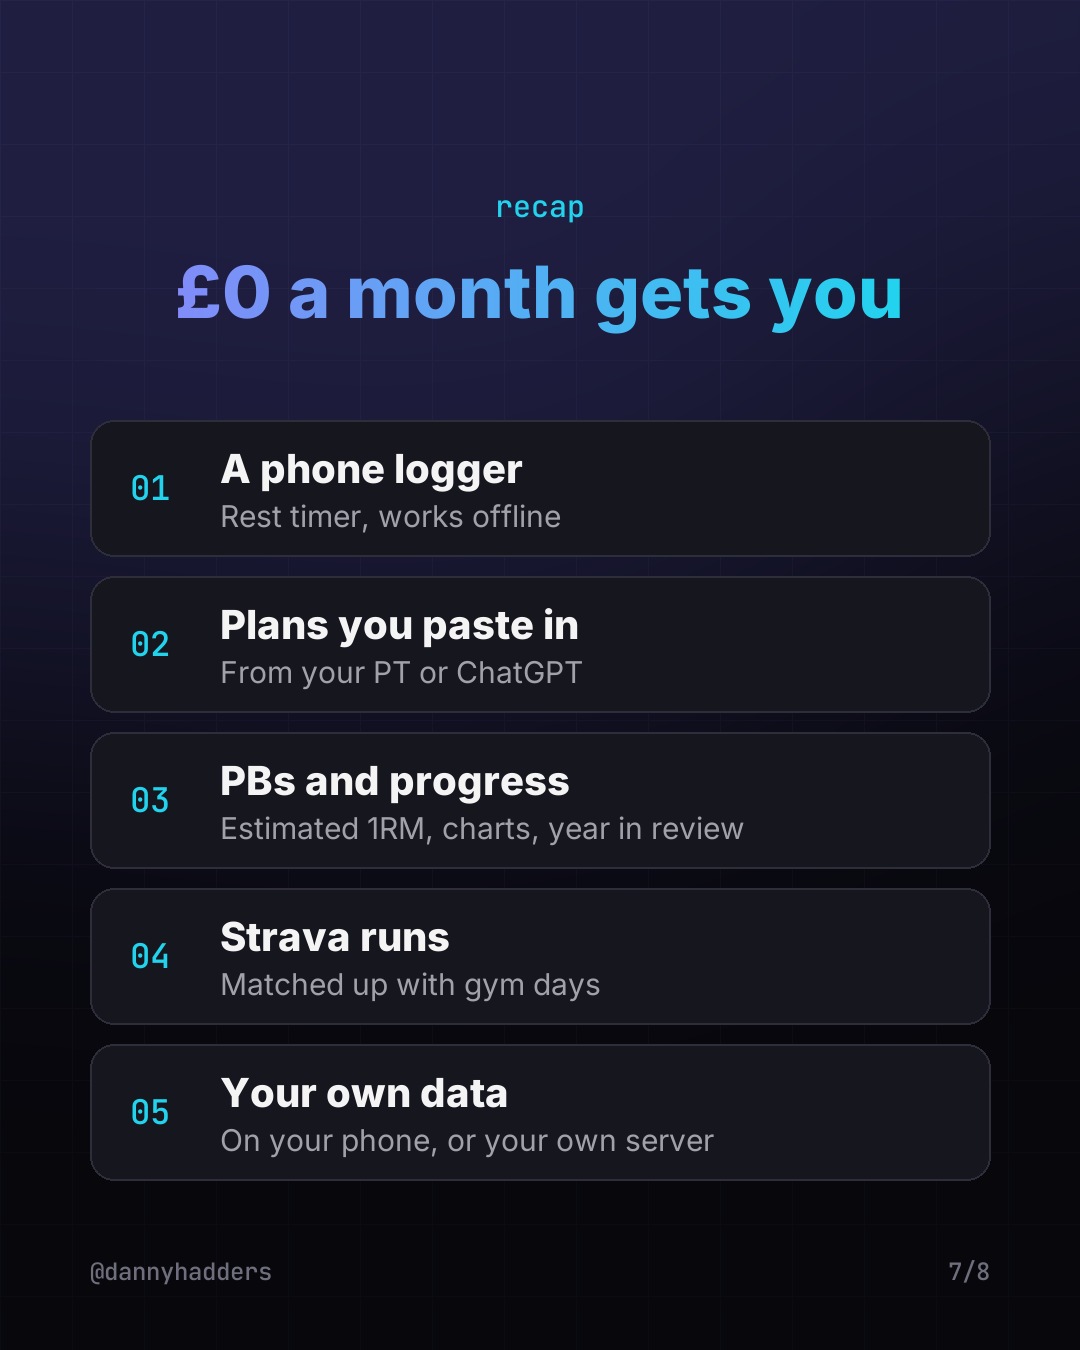 recap
£0 a month gets you
01
A phone logger
Rest timer, works offline
02
Plans you paste in
From your PT or ChatGPT
03
PBs and progress
Estimated 1RM, charts, year in review
04
Strava runs
Matched up with gym days
05
Your own data
On your phone, or your own server
@dannyhadders
7/8